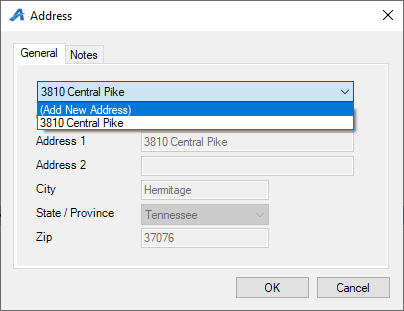 Address
General
Notes
3810 Central Pike
(Add New Address)
3810 Central Pike
Address 1
3810 Central Pike
Address 2
City
Hermitage
State / Province
Tennessee
Zip
37076
OK
Cancel